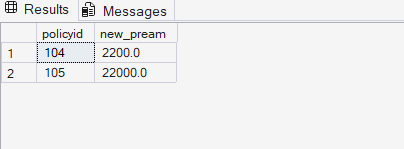 Results Messages
policyid new_pream
1 104 2200.0
2 105 22000.0